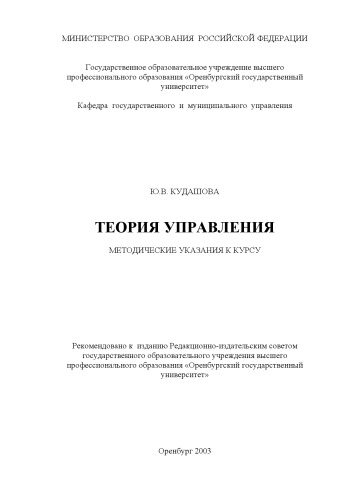 МИНИСТЕРСТВО ОБРАЗОВАНИЯ РОССИЙСКОЙ ФЕДЕРАЦИИ
Государственное образовательное учреждение высшего
профессионального образования «Оренбургский государственный
университет»
Кафедра государственного и муниципального управления
Ю.В. КУДАШОВА
ТЕОРИЯ УПРАВЛЕНИЯ
МЕТОДИЧЕСКИЕ УКАЗАНИЯ К КУРСУ
Рекомендовано к изданию Редакционно-издательским советом
государственного образовательного учреждения высшего
профессионального образования «Оренбургский государственный
университет»
Оренбург 2003